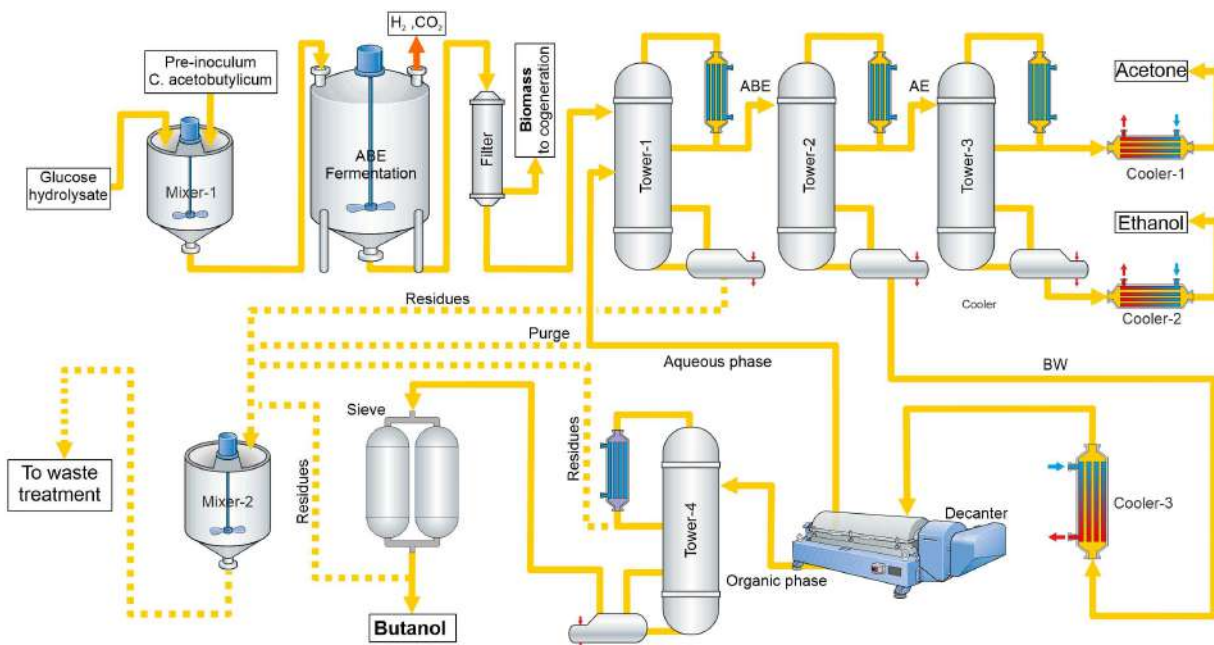 H₂ ,CO₂
Pre-inoculum
C. acetobutylicum
Glucose
hydrolysate
Mixer-1
ABE
Fermentation
Filter
Biomass
to cogeneration
Tower-1
ABE
Tower-2
AE
Tower-3
Acetone
Cooler-1
Ethanol
Cooler-2
Cooler
Residues
Purge
Aqueous phase
BW
Sieve
To waste
treatment
Mixer-2
Residues
Residues
Tower-4
Organic phase
Decanter
Cooler-3
Butanol